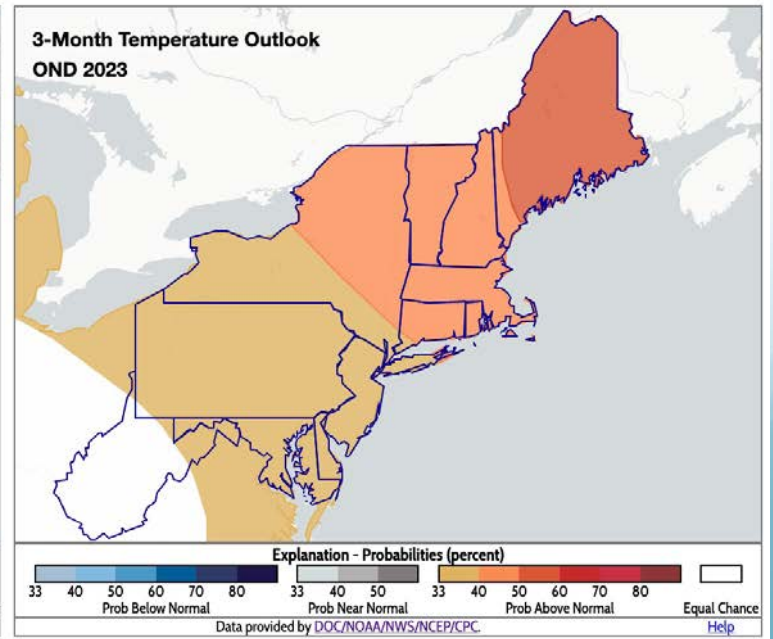 3-Month Temperature Outlook
OND 2023
Explanation - Probabilities (percent)
33 40 50 60 70 80 33 40 50 33 40 50 60 70 80
Prob Below Normal Prob Near Normal Prob Above Normal Equal Chance
Data provided by DOC/NOAA/NWS/NCEP/CPC. Help